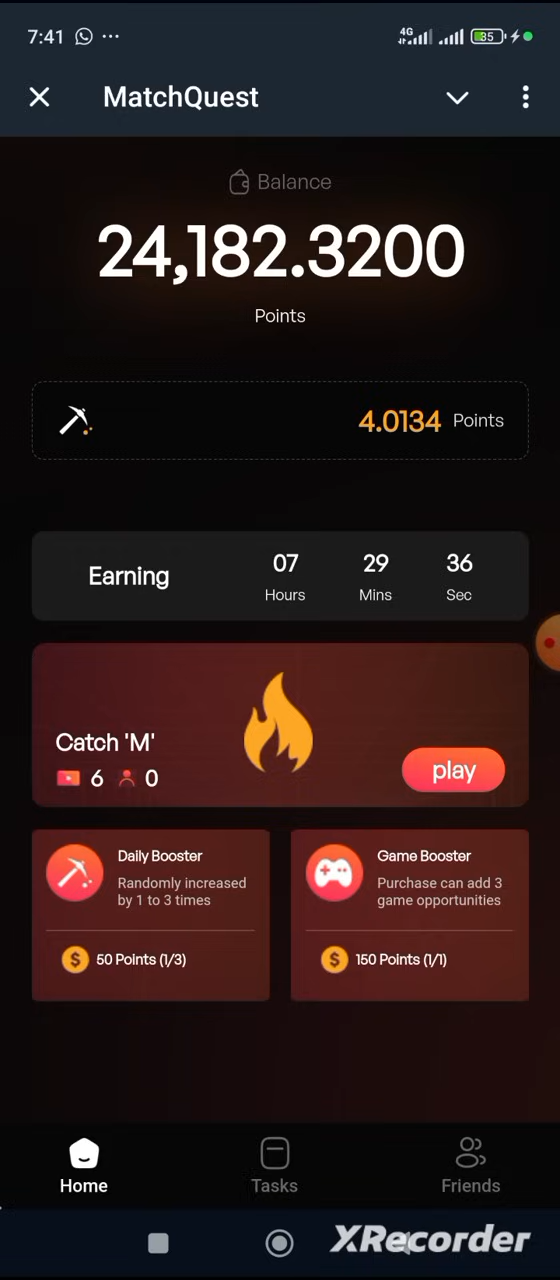 7:41 4G 35
MatchQuest
Balance
24,182.3200
Points
4.0134 Points
Earning 07 29 36
Hours Mins Sec
Catch 'M'
6 0 play
Daily Booster
Randomly increased
by 1 to 3 times
50 Points (1/3)
Game Booster
Purchase can add 3
game opportunities
150 Points (1/1)
Home Tasks Friends
XRecorder